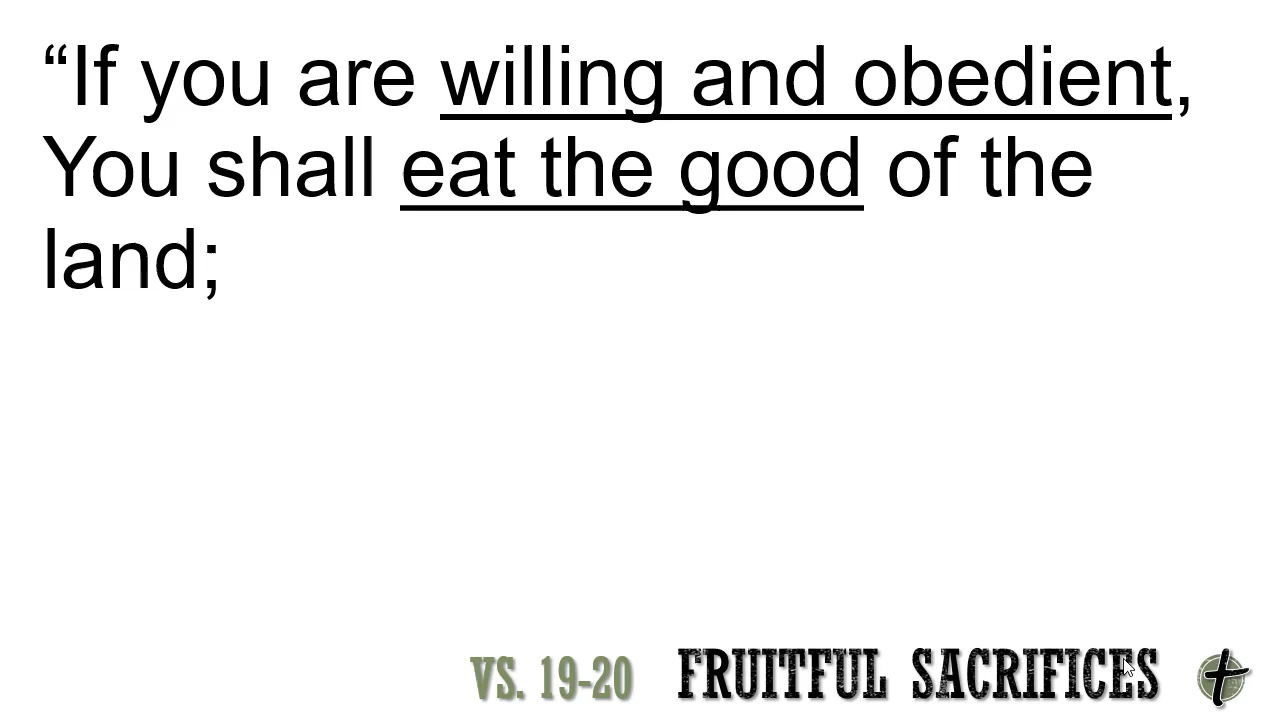 “If you are willing and obedient,
You shall eat the good of the
land;
VS. 19-20 FRUITFUL SACRIFICES